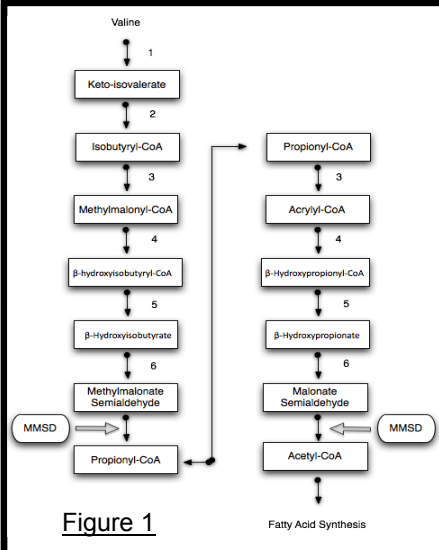 Valine
1
Keto-isovalerate
2
Isobutyryl-CoA
3
Methylmalonyl-CoA
4
β-hydroxyisobutyryl-CoA
5
β-Hydroxyisobutyrate
6
Methylmalonate
Semialdehyde
MMSD
Propionyl-CoA
Propionyl-CoA
3
Acrylyl-CoA
4
β-Hydroxypropionyl-CoA
5
β-Hydroxypropionate
6
Malonate
Semialdehyde
MMSD
Acetyl-CoA
Fatty Acid Synthesis
Figure 1